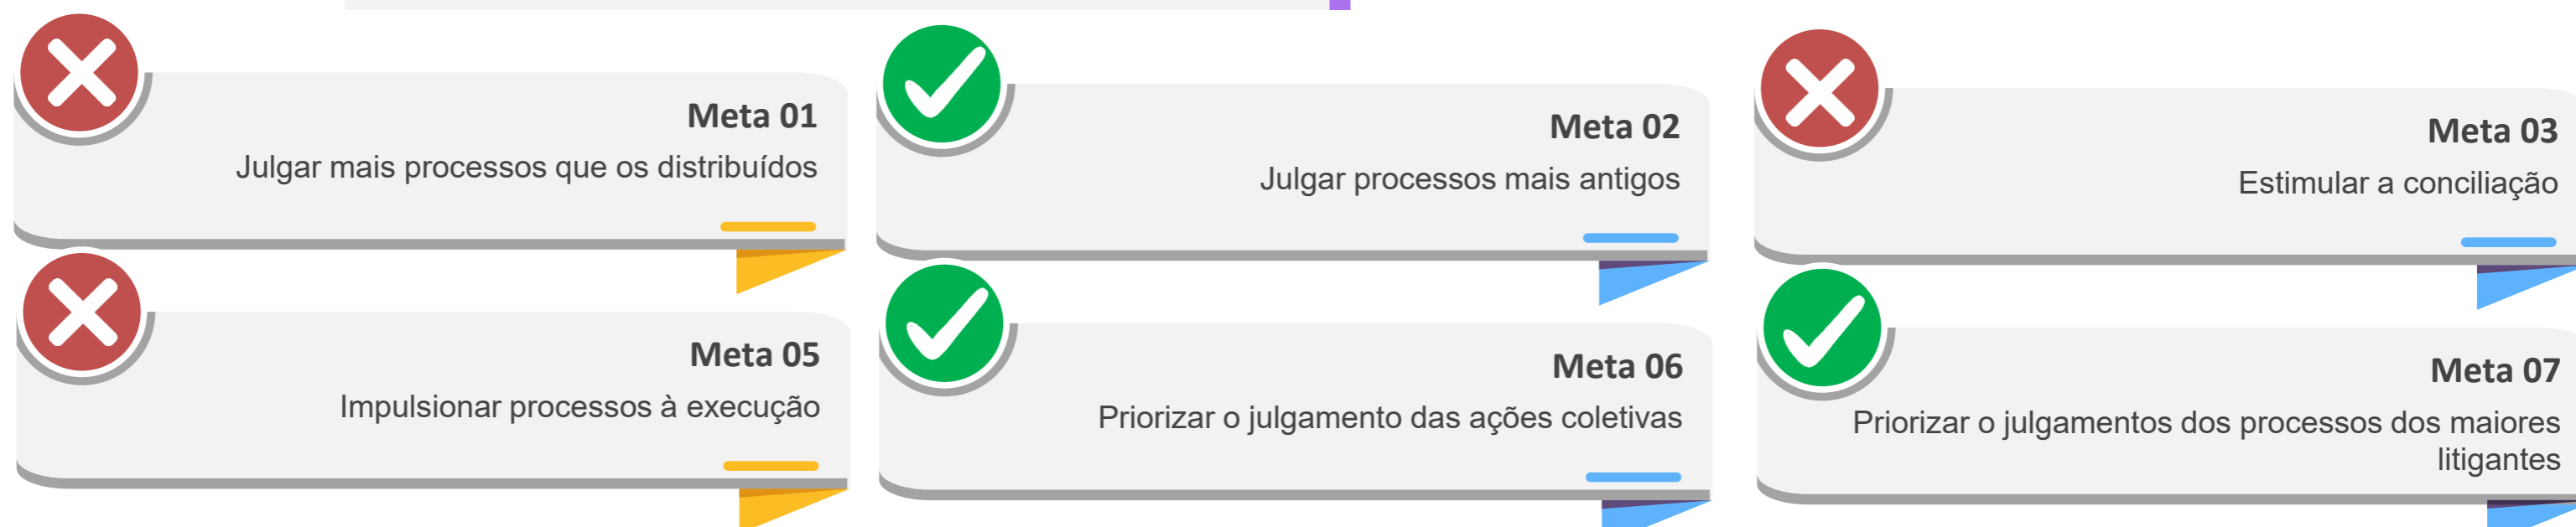 Meta 01
Julgar mais processos que os distribuídos
Meta 02
Julgar processos mais antigos
Meta 03
Estimular a conciliação
Meta 05
Impulsionar processos à execução
Meta 06
Priorizar o julgamento das ações coletivas
Meta 07
Priorizar o julgamentos dos processos dos maiores
litigantes